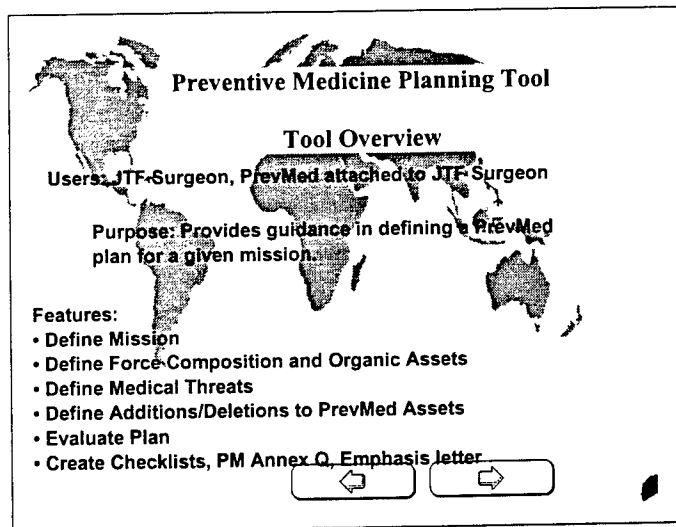 Preventive Medicine Planning Tool
Tool Overview
Users: JTF-Surgeon, PrevMed attached to JTF Surgeon
Purpose: Provides guidance in defining a PrevMed
plan for a given mission.
Features:
• Define Mission
• Define Force Composition and Organic Assets
• Define Medical Threats
• Define Additions/Deletions to PrevMed Assets
• Evaluate Plan
• Create Checklists, PM Annex Q, Emphasis letter